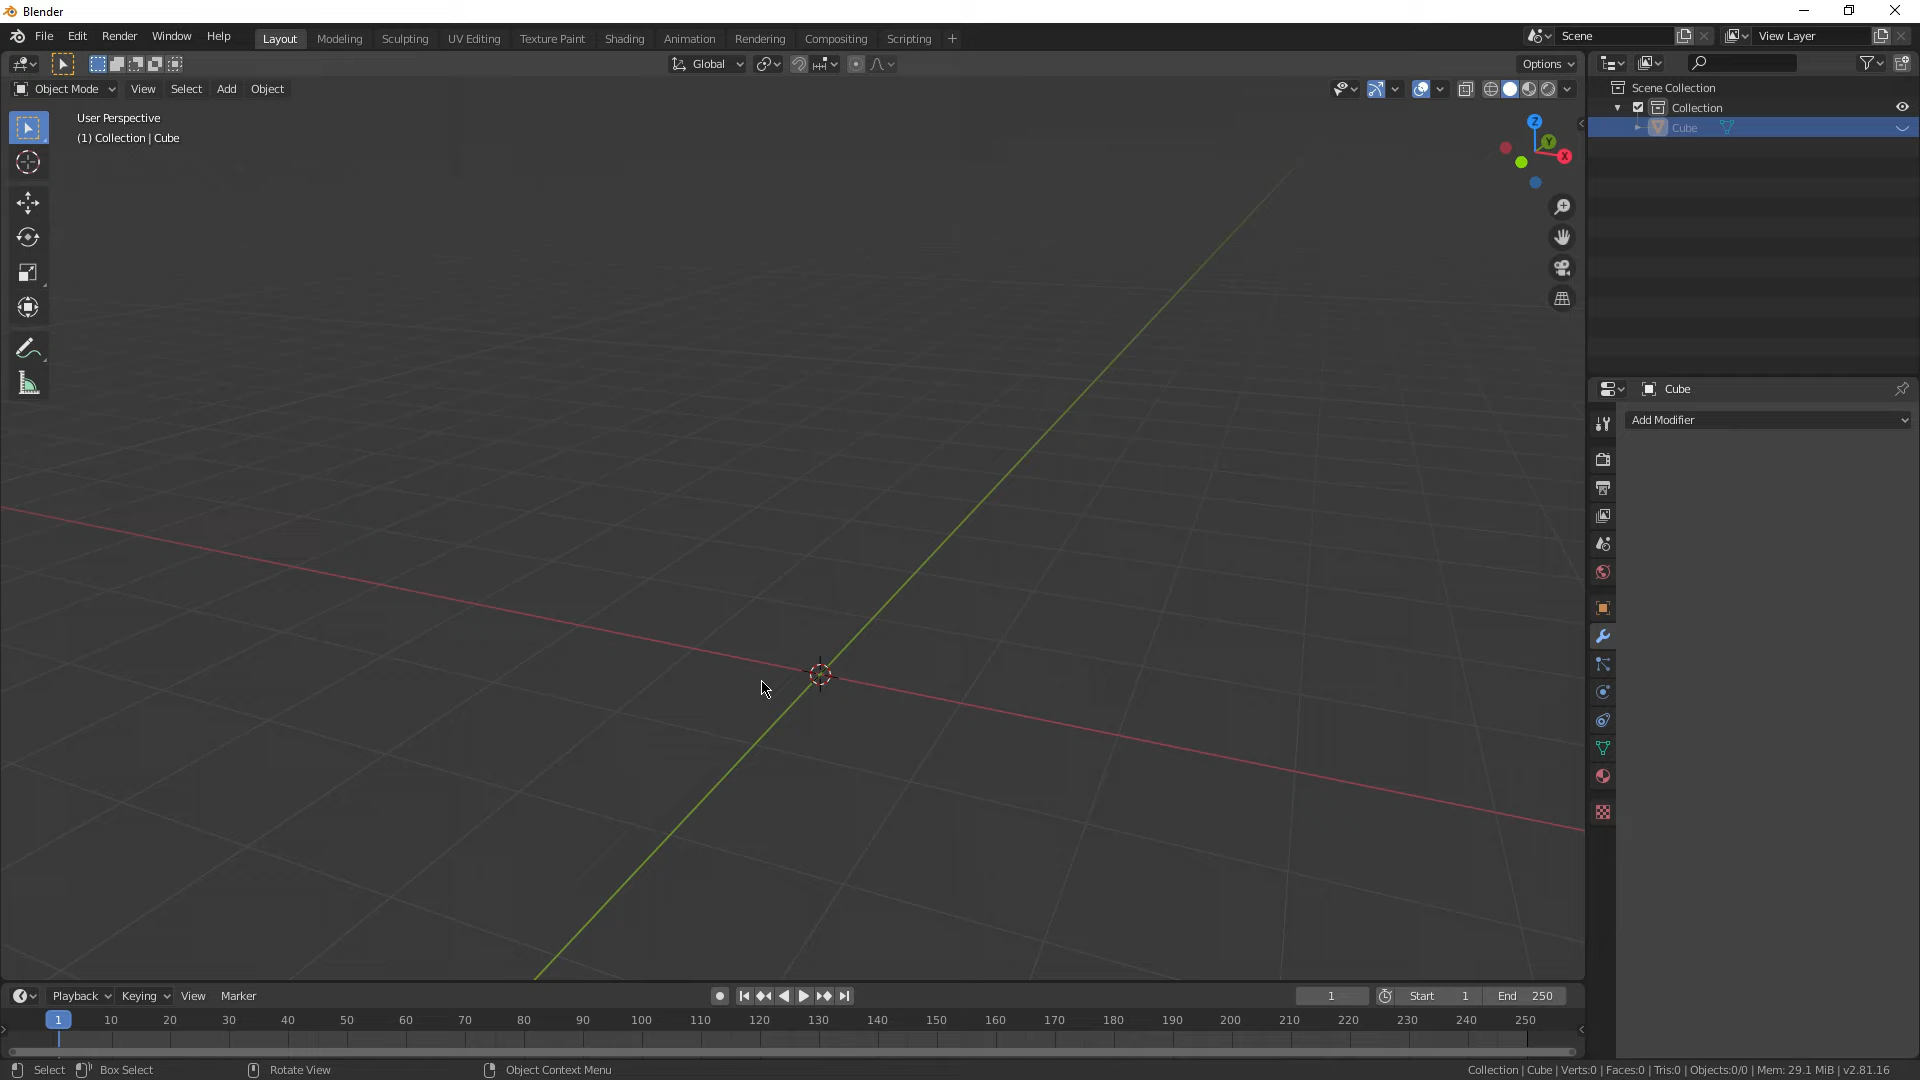 Blender
File Edit Render Window Help Layout Modeling Sculpting UV Editing Texture Paint Shading Animation Rendering Compositing Scripting + Scene View Layer
Global Options
Object Mode View Select Add Object
User Perspective
(1) Collection | Cube
Z
Y
X
Scene Collection
Collection
Cube
Cube
Add Modifier
Playback Keying View Marker 1 Start 1 End 250
1 10 20 30 40 50 60 70 80 90 100 110 120 130 140 150 160 170 180 190 200 210 220 230 240 250
Select Box Select Rotate View Object Context Menu Collection | Cube | Verts:0 | Faces:0 | Tris:0 | Objects:0/0 | Mem: 29.1 MiB | v2.81.16